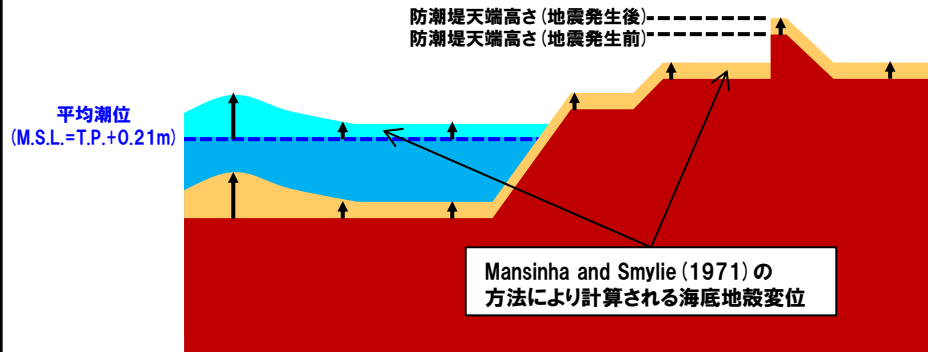 防潮堤天端高さ（地震発生後）
防潮堤天端高さ（地震発生前）
平均潮位
(M.S.L.=T.P.+0.21m)
Mansinha and Smylie（1971）の
方法により計算される海底地殻変位